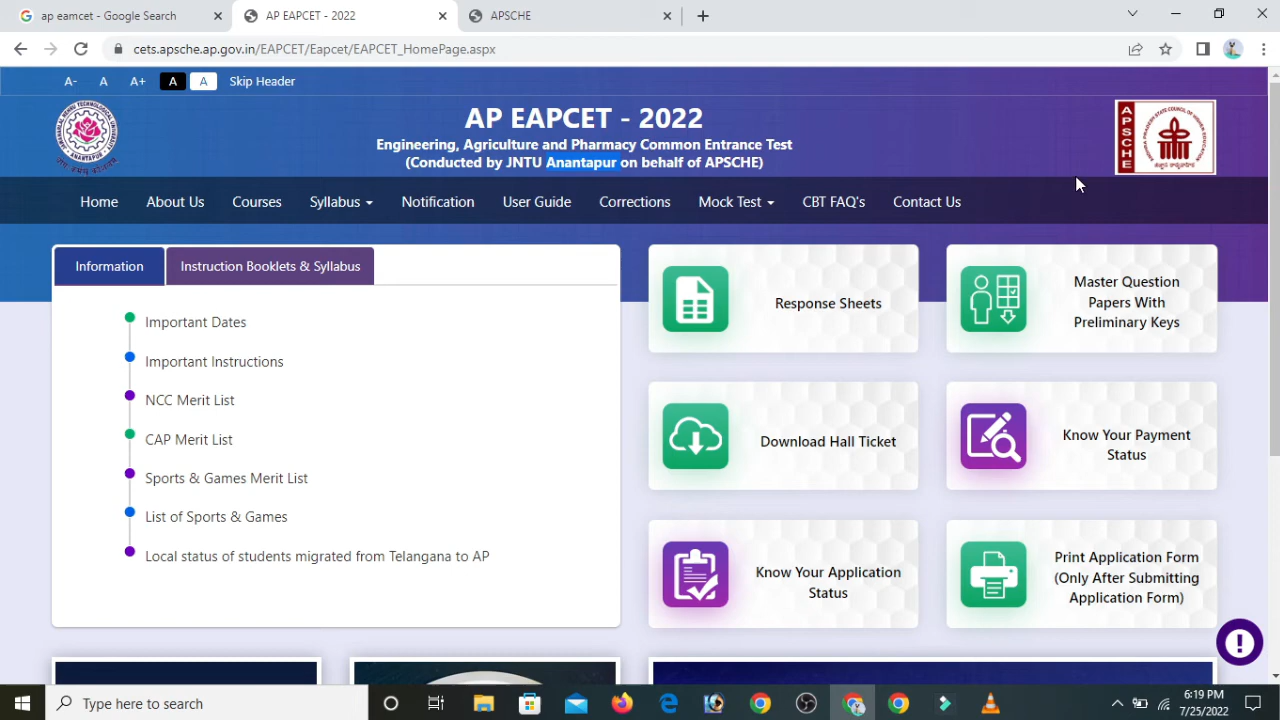 ap eamcet - Google Search
AP EAPCET - 2022
APSCHE
cets.apsche.ap.gov.in/EAPCET/Eapcet/EAPCET_HomePage.aspx
A-
A
A+
A
A
Skip Header
AP EAPCET - 2022
Engineering, Agriculture and Pharmacy Common Entrance Test
(Conducted by JNTU Anantapur on behalf of APSCHE)
APSCHE
Home
About Us
Courses
Syllabus
Notification
User Guide
Corrections
Mock Test
CBT FAQ's
Contact Us
Information
Instruction Booklets & Syllabus
Important Dates
Important Instructions
NCC Merit List
CAP Merit List
Sports & Games Merit List
List of Sports & Games
Local status of students migrated from Telangana to AP
Response Sheets
Master Question
Papers With
Preliminary Keys
Download Hall Ticket
Know Your Payment
Status
Know Your Application
Status
Print Application Form
(Only After Submitting
Application Form)
Type here to search
6:19 PM
7/25/2022